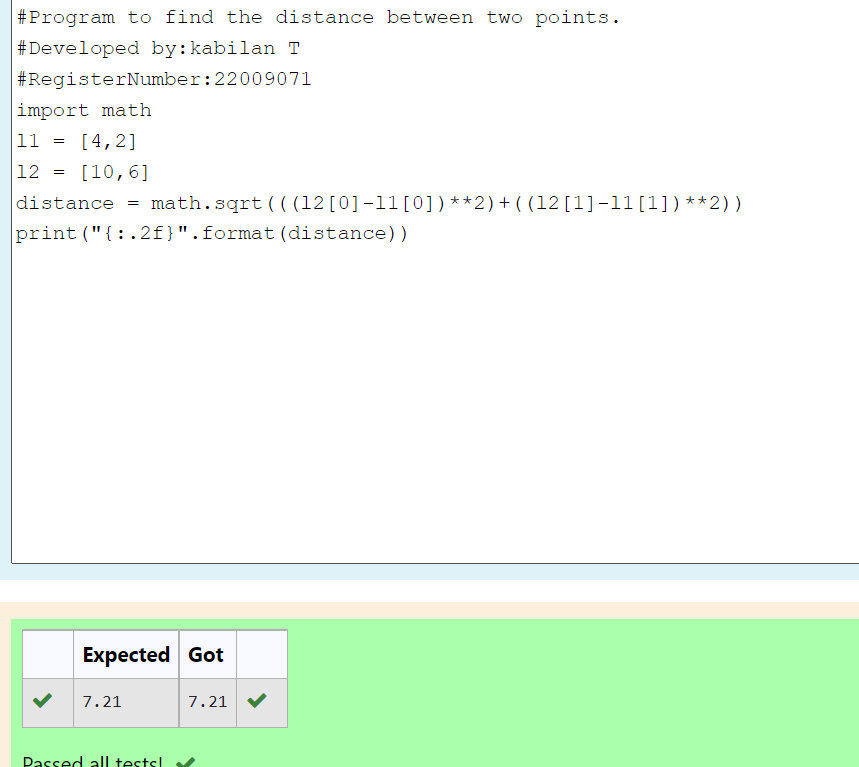 #Program to find the distance between two points.
#Developed by:kabilan T
#RegisterNumber:22009071
import math
l1 = [4,2]
l2 = [10,6]
distance = math.sqrt(((l2[0]-l1[0])**2)+((l2[1]-l1[1])**2))
print("{:.2f}".format(distance))
Expected Got
7.21 7.21
Passed all tests!